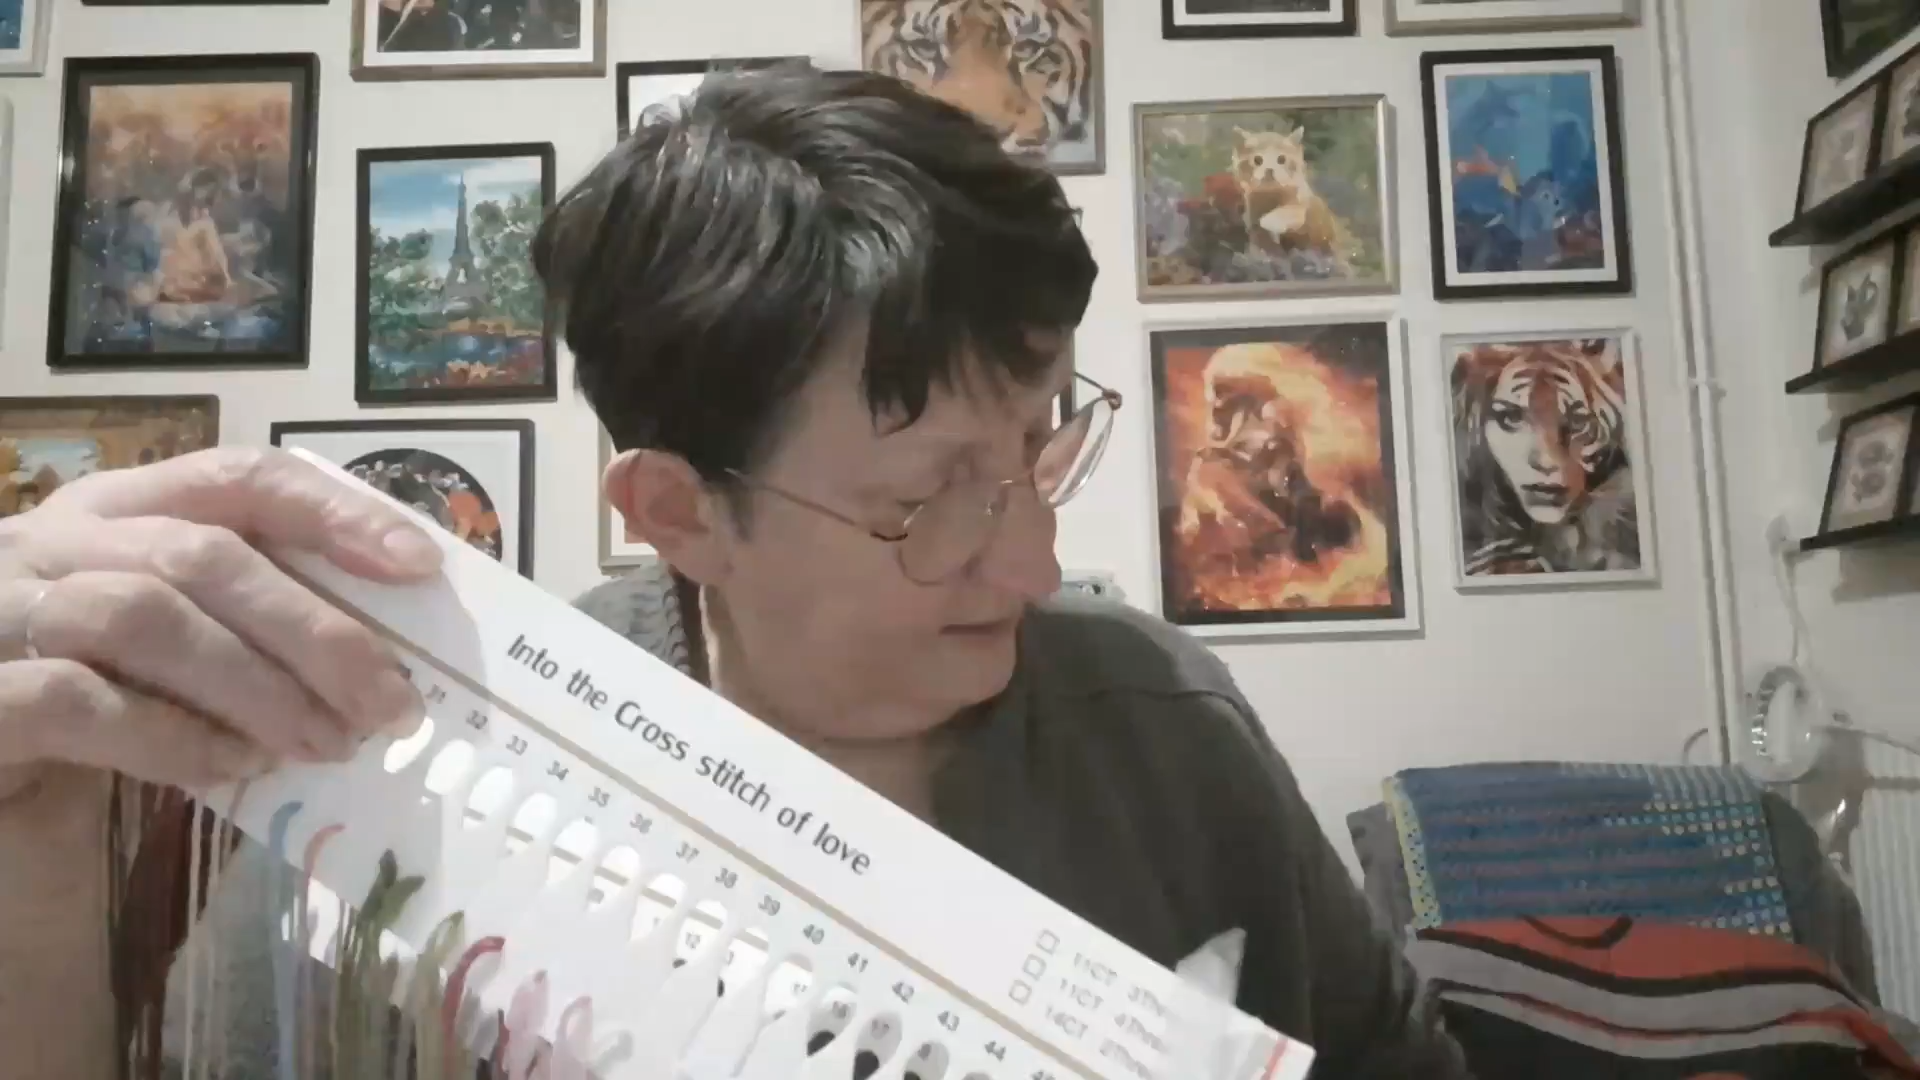 Into the Cross stitch of love
31 32 33 34 35 36 37 38 39 40 41 42 43 44
11CT
11CT
14CT
12